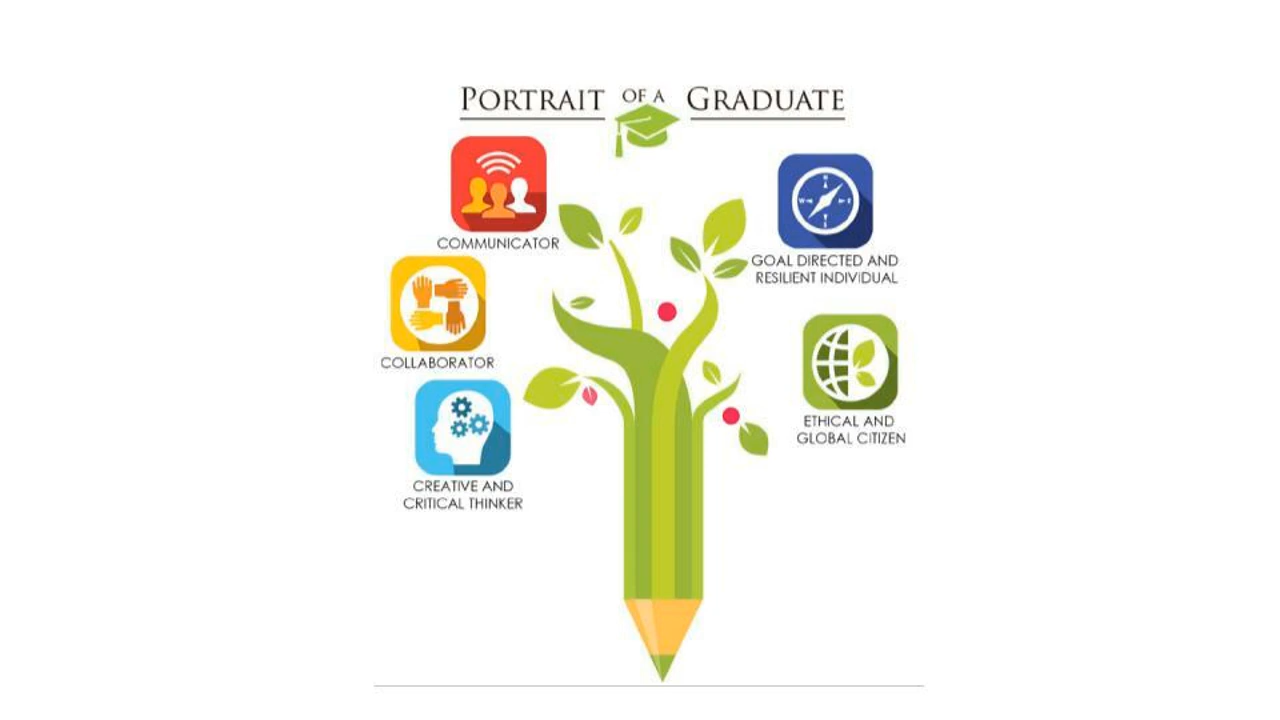 PORTRAIT OF A GRADUATE
COMMUNICATOR
COLLABORATOR
CREATIVE AND
CRITICAL THINKER
GOAL DIRECTED AND
RESILIENT INDIVIDUAL
ETHICAL AND
GLOBAL CITIZEN